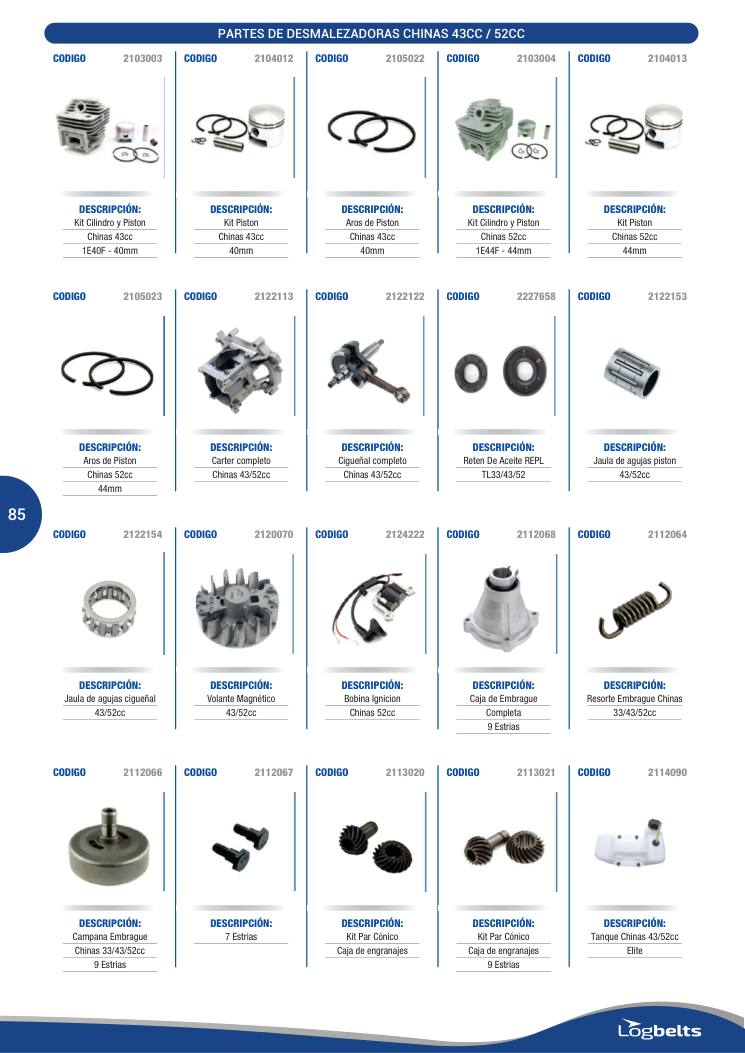 PARTES DE DESMALEZADORAS CHINAS 43CC / 52CC
CODIGO 2103003
DESCRIPCIÓN:
Kit Cilindro y Piston
Chinas 43cc
1E40F - 40mm
CODIGO 2104012
DESCRIPCIÓN:
Kit Piston
Chinas 43cc
40mm
CODIGO 2105022
DESCRIPCIÓN:
Aros de Piston
Chinas 43cc
40mm
CODIGO 2103004
DESCRIPCIÓN:
Kit Cilindro y Piston
Chinas 52cc
1E44F - 44mm
CODIGO 2104013
DESCRIPCIÓN:
Kit Piston
Chinas 52cc
44mm
CODIGO 2105023
DESCRIPCIÓN:
Aros de Piston
Chinas 52cc
44mm
CODIGO 2122113
DESCRIPCIÓN:
Carter completo
Chinas 43/52cc
CODIGO 2122122
DESCRIPCIÓN:
Cigueñal completo
Chinas 43/52cc
CODIGO 2227658
DESCRIPCIÓN:
Reten De Aceite REPL
TL33/43/52
CODIGO 2122153
DESCRIPCIÓN:
Jaula de agujas piston
43/52cc
85
CODIGO 2122154
DESCRIPCIÓN:
Jaula de agujas cigueñal
43/52cc
CODIGO 2120070
DESCRIPCIÓN:
Volante Magnético
43/52cc
CODIGO 2124222
DESCRIPCIÓN:
Bobina Ignicion
Chinas 52cc
CODIGO 2112068
DESCRIPCIÓN:
Caja de Embrague
Completa
9 Estrias
CODIGO 2112064
DESCRIPCIÓN:
Resorte Embrague Chinas
33/43/52cc
CODIGO 2112066
DESCRIPCIÓN:
Campana Embrague
Chinas 33/43/52cc
9 Estrias
CODIGO 2112067
DESCRIPCIÓN:
7 Estrias
CODIGO 2113020
DESCRIPCIÓN:
Kit Par Cónico
Caja de engranajes
CODIGO 2113021
DESCRIPCIÓN:
Kit Par Cónico
Caja de engranajes
9 Estrias
CODIGO 2114090
DESCRIPCIÓN:
Tanque Chinas 43/52cc
Elite
Logbelts